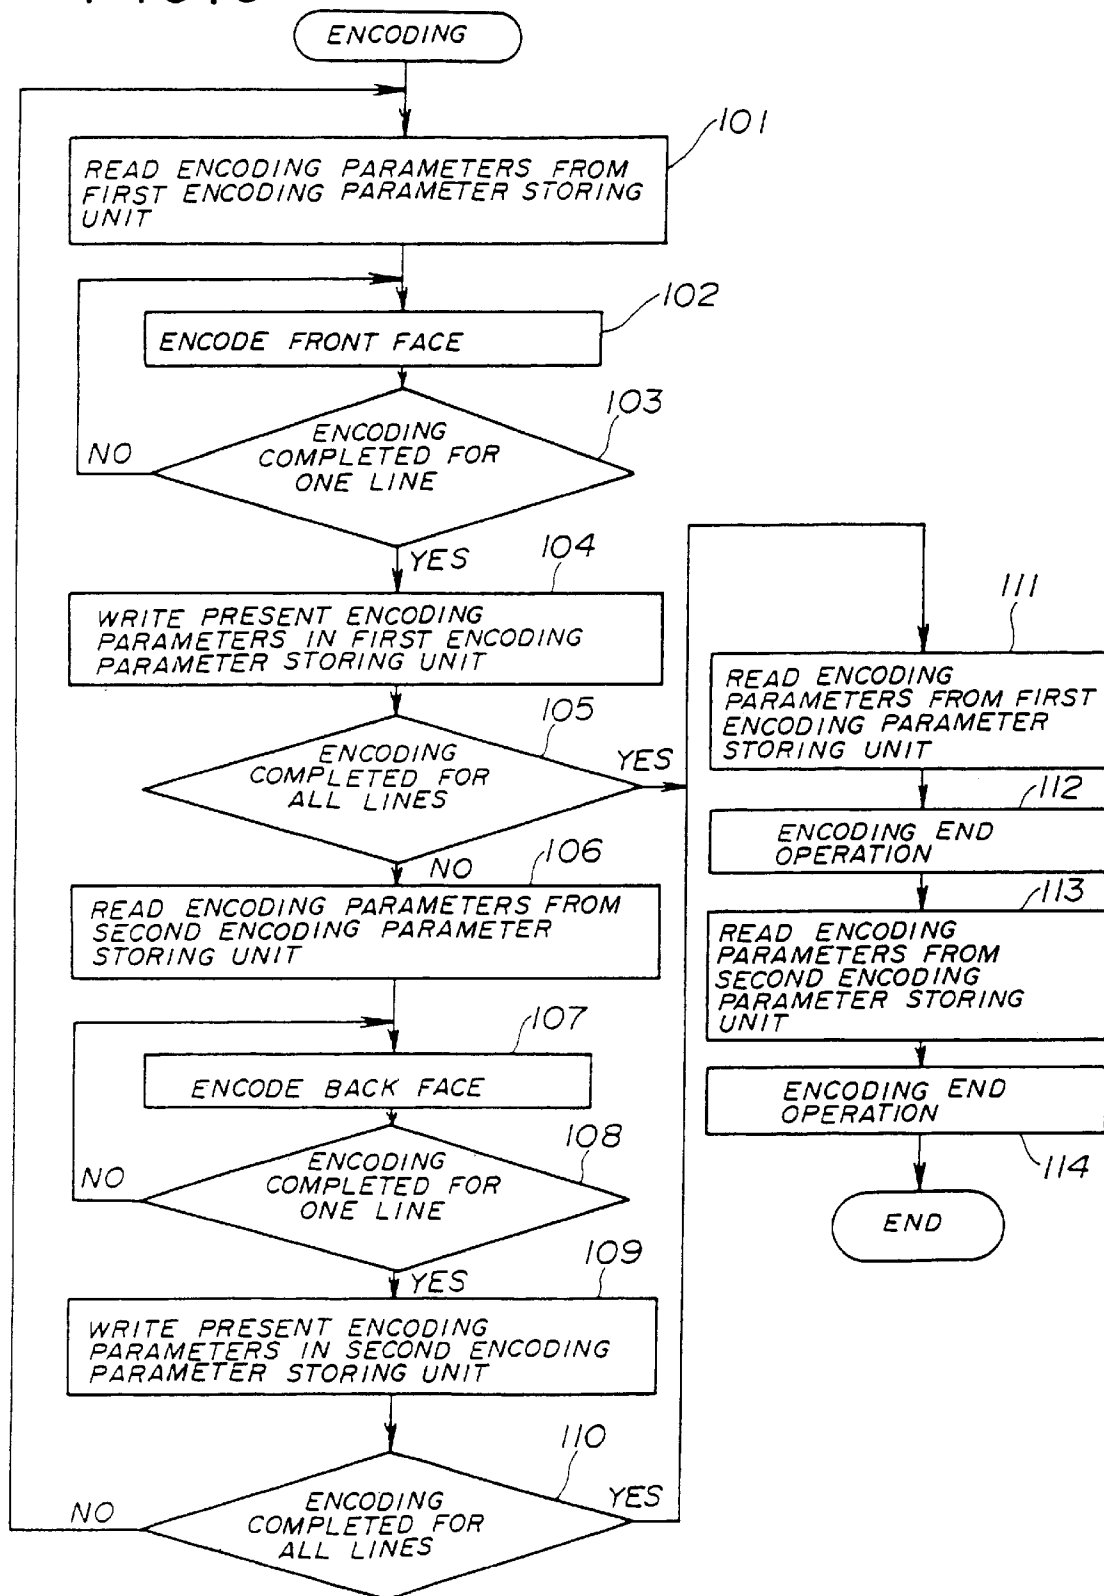 ENCODING
101
READ ENCODING PARAMETERS FROM
FIRST ENCODING PARAMETER STORING
UNIT
102
ENCODE FRONT FACE
103
ENCODING
COMPLETED FOR
ONE LINE
NO
YES
104
WRITE PRESENT ENCODING
PARAMETERS IN FIRST ENCODING
PARAMETER STORING UNIT
105
ENCODING
COMPLETED FOR
ALL LINES
YES
NO
106
READ ENCODING PARAMETERS FROM
SECOND ENCODING PARAMETER
STORING UNIT
107
ENCODE BACK FACE
108
ENCODING
COMPLETED FOR
ONE LINE
NO
YES
109
WRITE PRESENT ENCODING
PARAMETERS IN SECOND ENCODING
PARAMETER STORING UNIT
110
ENCODING
COMPLETED FOR
ALL LINES
NO
YES
111
READ ENCODING
PARAMETERS FROM FIRST
ENCODING PARAMETER
STORING UNIT
112
ENCODING END
OPERATION
113
READ ENCODING
PARAMETERS FROM
SECOND ENCODING
PARAMETER STORING
UNIT
ENCODING END
OPERATION
114
END